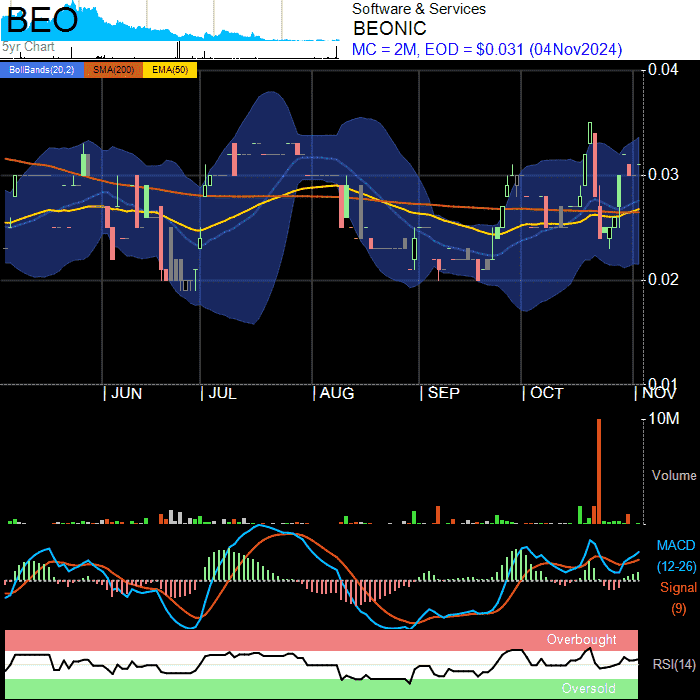 BEO
5yr Chart
Software & Services
BEONIC
MC = 2M, EOD = $0.031 (04Nov2024)
BollBands(20,2) SMA(200) EMA(50)
0.04
0.03
0.02
0.01
JUN JUL AUG SEP OCT NOV
10M
Volume
MACD
(12-26)
Signal
(9)
Overbought
RSI(14)
Oversold